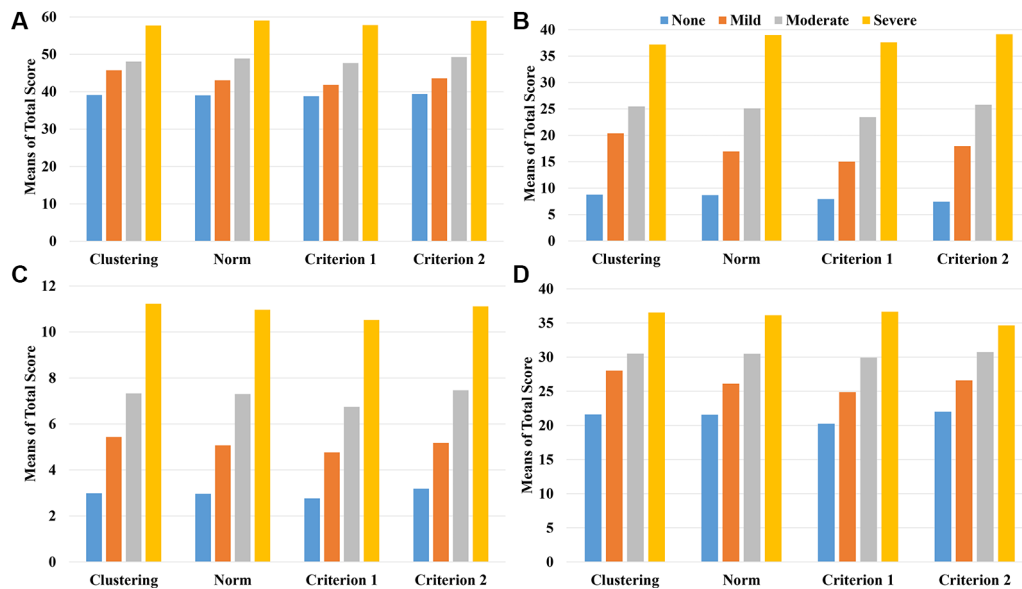 A
Means of Total Score
60
50
40
30
20
10
0
Clustering Norm Criterion 1 Criterion 2
B
None Mild Moderate Severe
Means of Total Score
40
35
30
25
20
15
10
5
0
Clustering Norm Criterion 1 Criterion 2
C
Means of Total Score
12
10
8
6
4
2
0
Clustering Norm Criterion 1 Criterion 2
D
Means of Total Score
40
35
30
25
20
15
10
5
0
Clustering Norm Criterion 1 Criterion 2